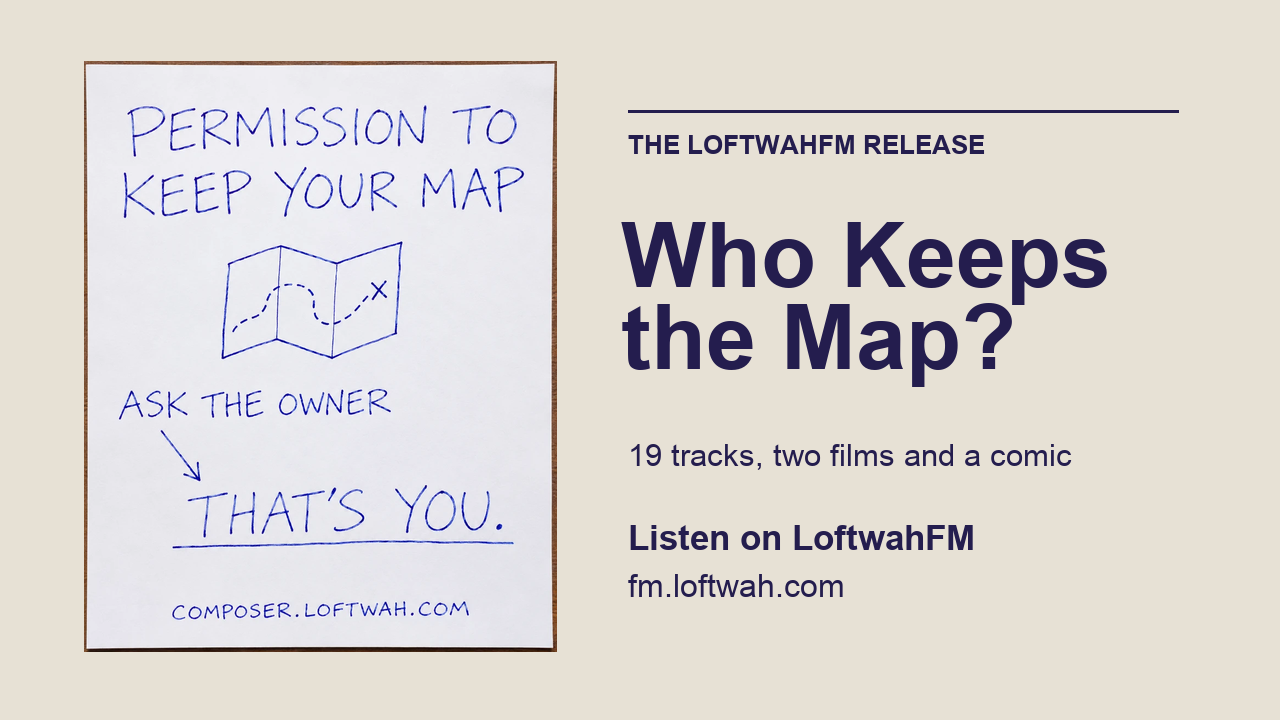 PERMISSION TO
KEEP YOUR MAP
ASK THE OWNER
THAT'S YOU.
COMPOSER.LOFTWAH.COM
THE LOFTWAHFM RELEASE
Who Keeps
the Map?
19 tracks, two films and a comic
Listen on LoftwahFM
fm.loftwah.com